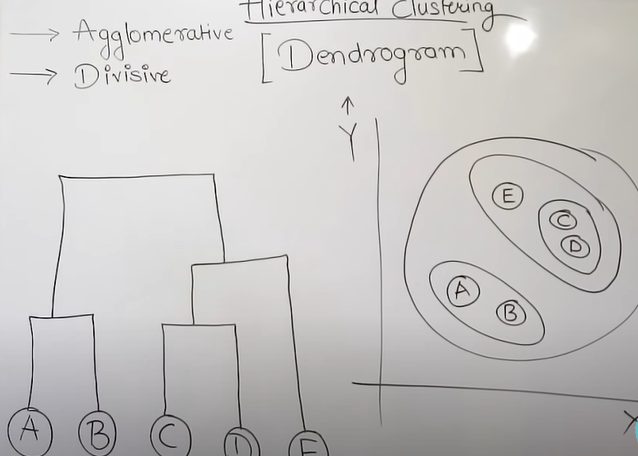 Hierarchical Clustering
→ Agglomerative
→ Divisive
[Dendrogram]
↑
Y
E
C
D
A
B
A
B
C
D
E
X